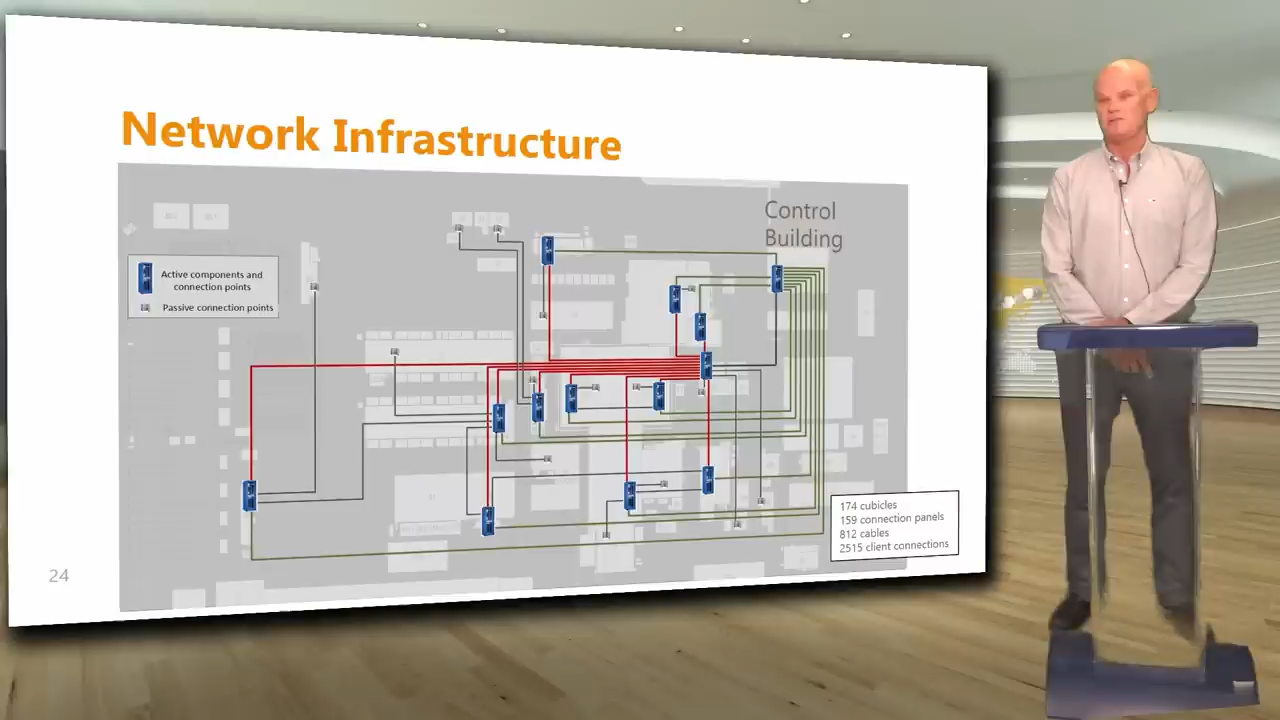 Network Infrastructure
Control
Building
Active components and
connection points
Passive connection points
174 cubicles
159 connection panels
812 cables
2515 client connections
24